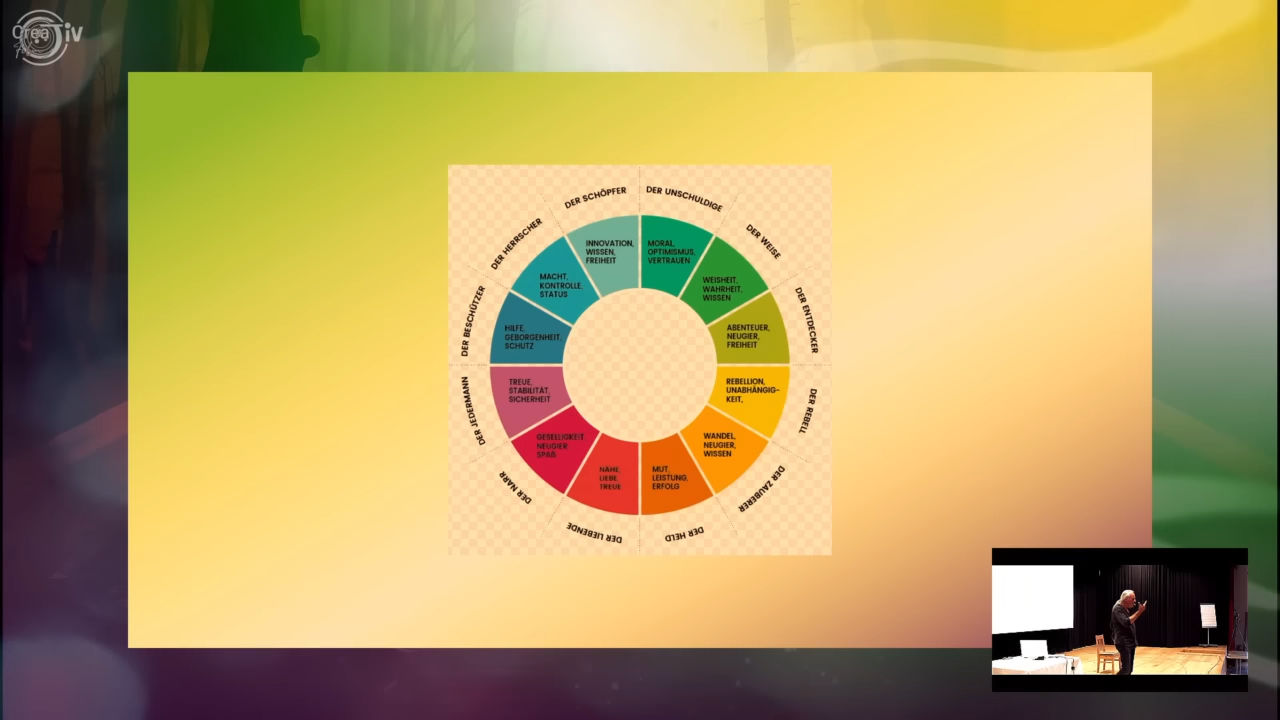 Crea iv
DER SCHÖPFER
DER UNSCHULDIGE
DER WEISE
DER ENTDECKER
DER REBELL
DER ZAUBERER
DER HELD
DER LIEBENDE
DER NARR
DER JEDERMANN
DER BESCHÜTZER
DER HERRSCHER
INNOVATION,
WISSEN,
FREIHEIT
MORAL,
OPTIMISMUS,
VERTRAUEN
WEISHEIT,
WAHRHEIT,
WISSEN
ABENTEUER,
NEUGIER,
FREIHEIT
REBELLION,
UNABHÄNGIG-
KEIT,
WANDEL,
NEUGIER,
WISSEN
MUT,
LEISTUNG,
ERFOLG
NÄHE,
LIEBE,
TREUE
GESELLIGKEIT,
NEUGIER
SPAẞ
TREUE,
STABILITÄT,
SICHERHEIT
HILFE,
GEBORGENHEIT,
SCHUTZ
MACHT,
KONTROLLE,
STATUS